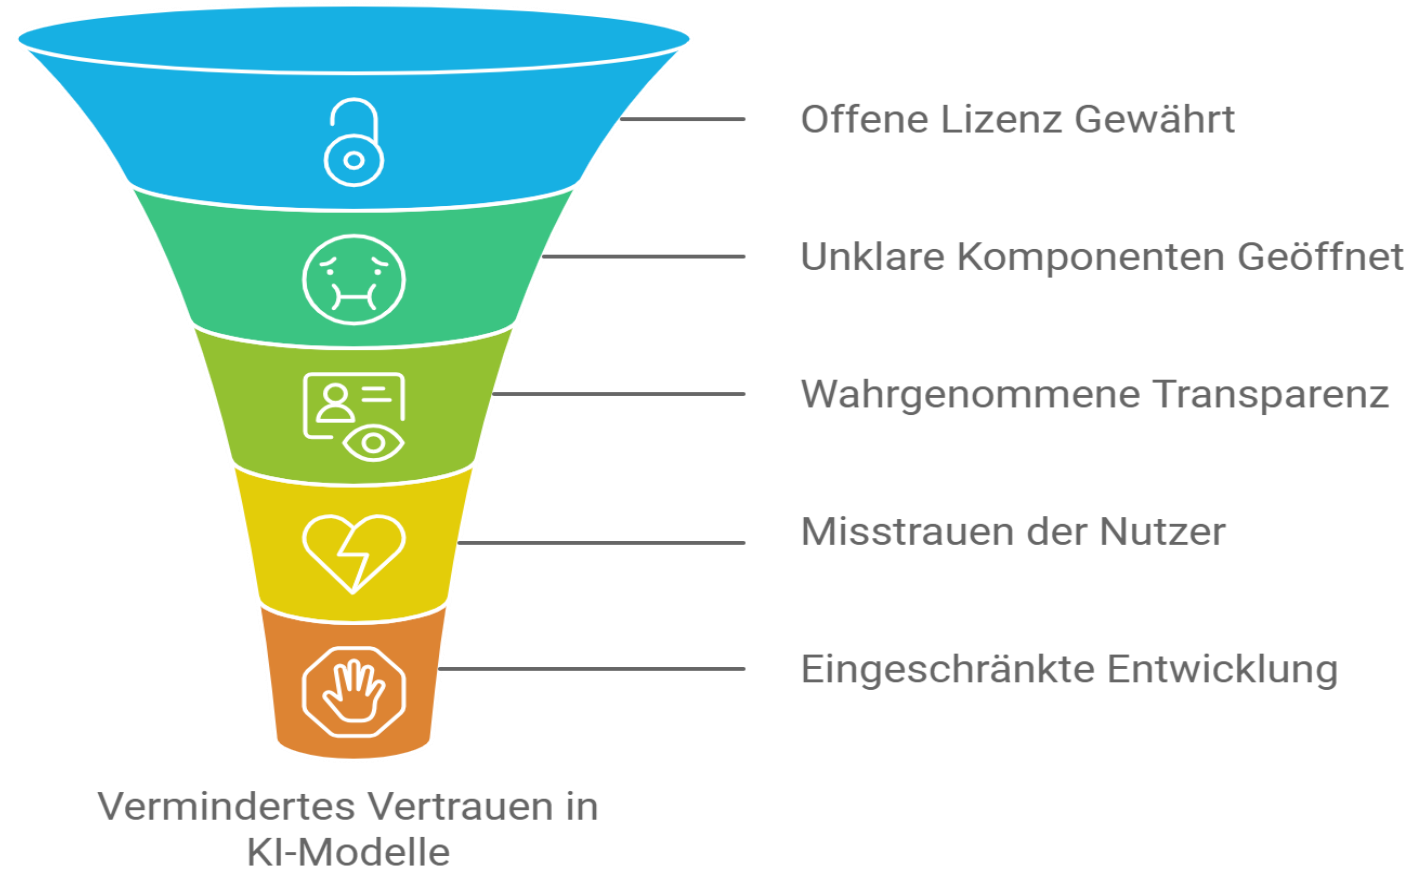 Offene Lizenz Gewährt
Unklare Komponenten Geöffnet
Wahrgenommene Transparenz
Misstrauen der Nutzer
Eingeschränkte Entwicklung
Vermindertes Vertrauen in
KI-Modelle